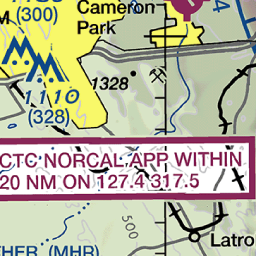 (300)
Cameron
Park
1328
1110
(328)
CTC NORCAL APP WITHIN
20 NM ON 127.4 317.5
500
THER (MHR)
Latro